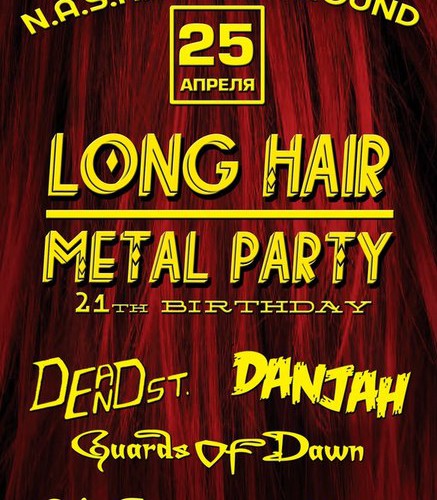 25
АПРЕЛЯ
LONG HAIR
METAL PARTY
21TH BIRTHDAY
DEAD END ST. DANJAH
Guards Of Dawn